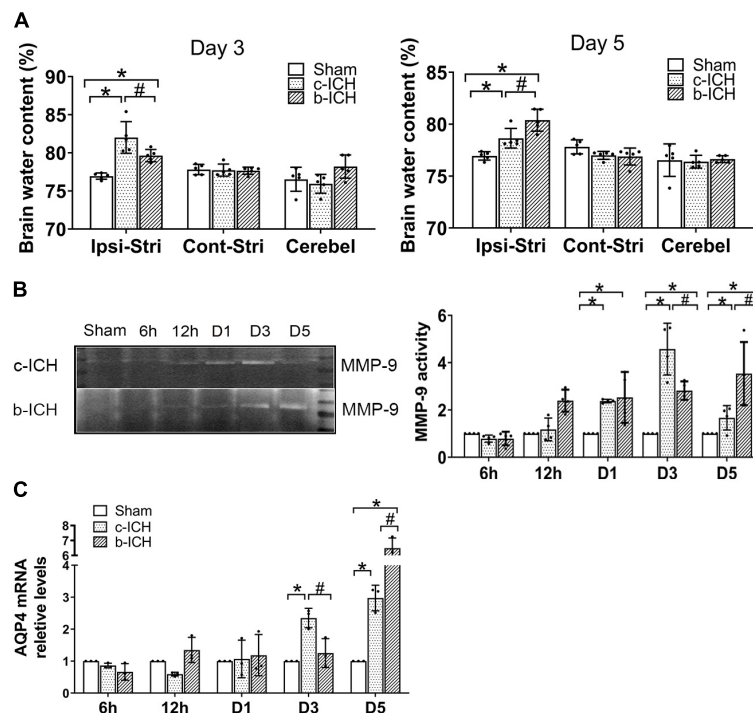 A
Day 3
Brain water content (%)
90
85
80
75
70
Sham
c-ICH
b-ICH
*
*
#
Ipsi-Stri
Cont-Stri
Cerebel
Day 5
Brain water content (%)
85
80
75
70
Sham
c-ICH
b-ICH
*
*
#
Ipsi-Stri
Cont-Stri
Cerebel
B
Sham 6h 12h D1 D3 D5
c-ICH
MMP-9
b-ICH
MMP-9
MMP-9 activity
6
4
2
0
*
*
*
*
#
*
*
#
6h
12h
D1
D3
D5
C
AQP4 mRNA
reletive levels
8
7
6
4
3
2
1
0
Sham
c-ICH
b-ICH
*
#
*
#
*
6h
12h
D1
D3
D5